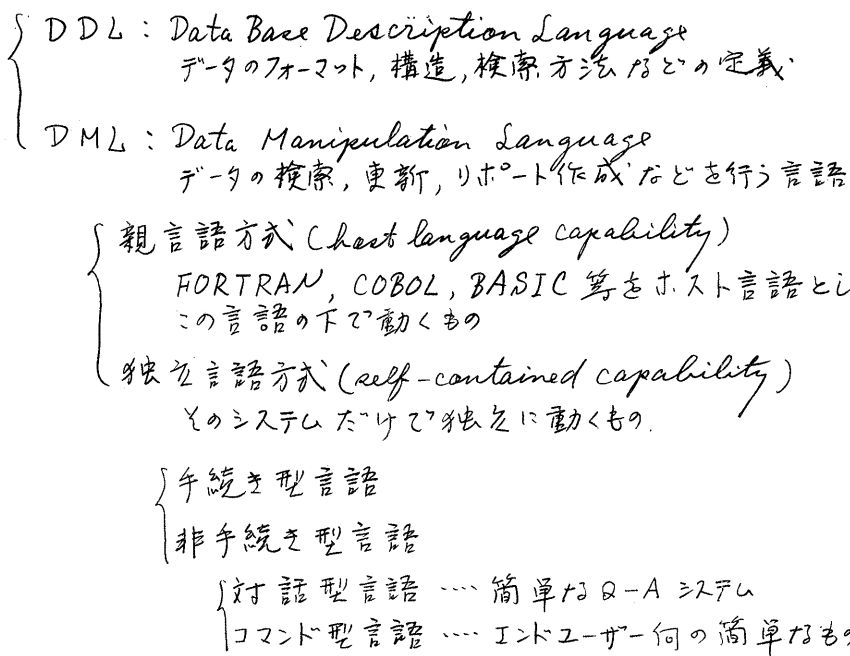 DDL : Data Base Description Language
データのフォーマット, 構造, 検索方法などの定義
DML : Data Manipulation Language
データの検索, 更新, リポート作成などを行う言語
親言語方式 (host language capability)
FORTRAN, COBOL, BASIC 等をホスト言語とし
この言語の下で動くもの
独立言語方式 (self-contained capability)
そのシステムだけで独立に動くもの.
手続き型言語
非手続き型言語
対話型言語 ‥‥ 簡単なQ-Aシステム
コマンド型言語 ‥‥ エンドユーザー向の簡単なもの